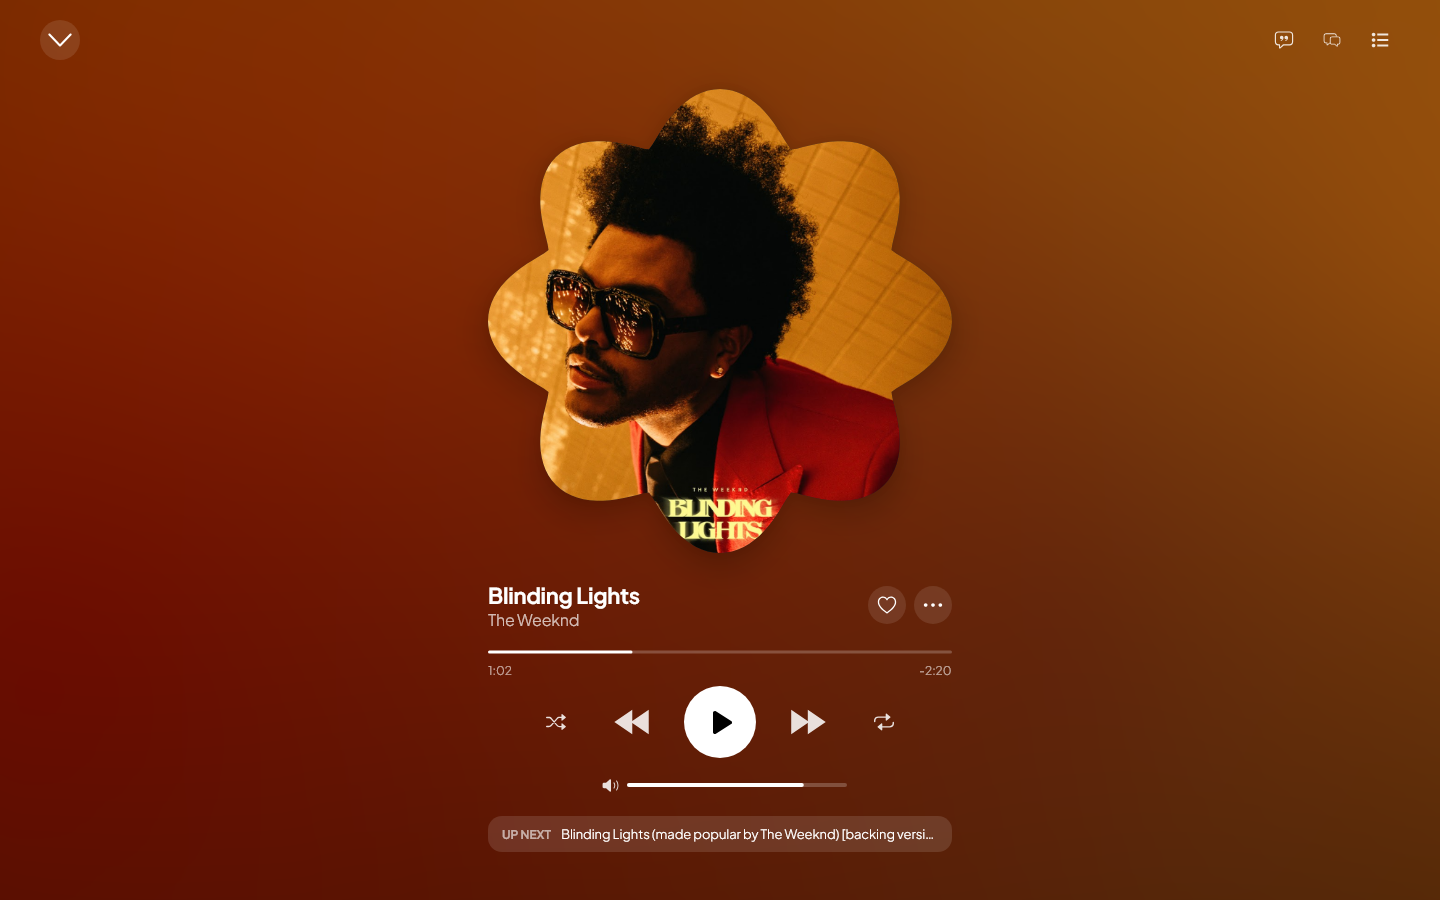 THE WEEKND
BLINDING
LIGHTS
Blinding Lights
The Weeknd
1:02
-2:20
UP NEXT Blinding Lights (made popular by The Weeknd) [backing versi...